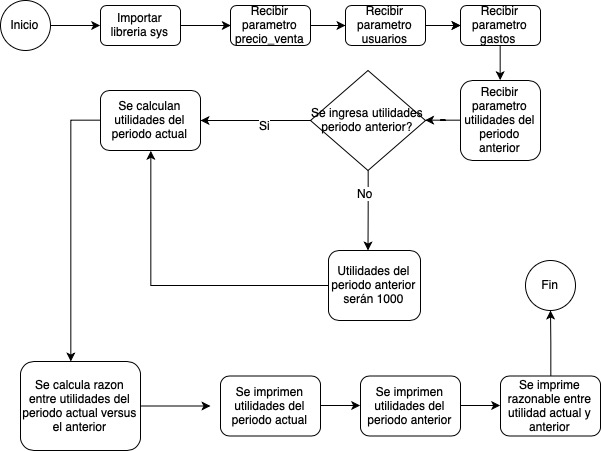 Inicio
Importar
libreria sys
Recibir
parametro
precio_venta
Recibir
parametro
usuarios
Recibir
parametro
gastos
Recibir
parametro
utilidades del
periodo
anterior
Se ingresa utilidades
periodo anterior?
Si
Se calculan
utilidades del
periodo actual
No
Utilidades del
periodo anterior
serán 1000
Se calcula razon
entre utilidades del
periodo actual versus
el anterior
Se imprimen
utilidades del
periodo actual
Se imprimen
utilidades del
periodo anterior
Se imprime
razonable entre
utilidad actual y
anterior
Fin